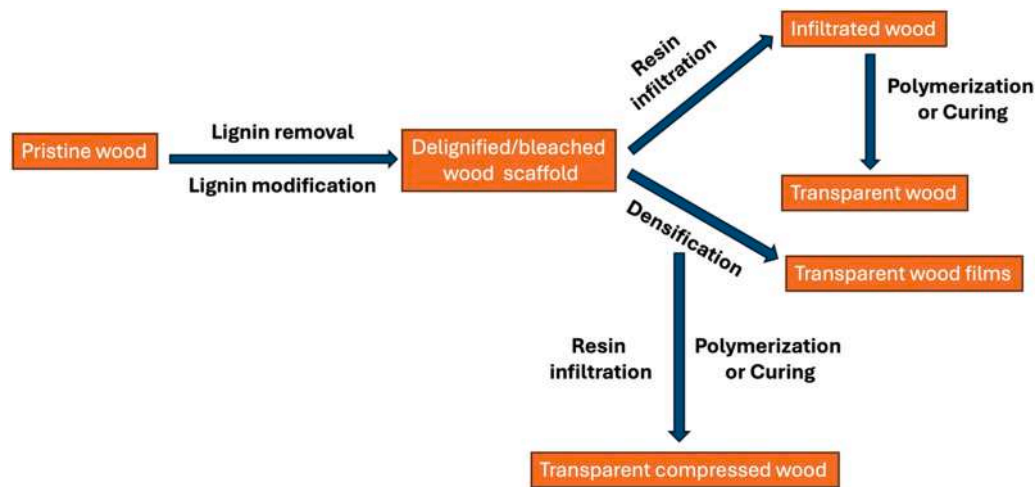 Pristine wood
Lignin removal
Lignin modification
Delignified/bleached
wood scaffold
Resin
infiltration
Infiltrated wood
Polymerization
or Curing
Transparent wood
Densification
Transparent wood films
Resin
infiltration
Polymerization
or Curing
Transparent compressed wood